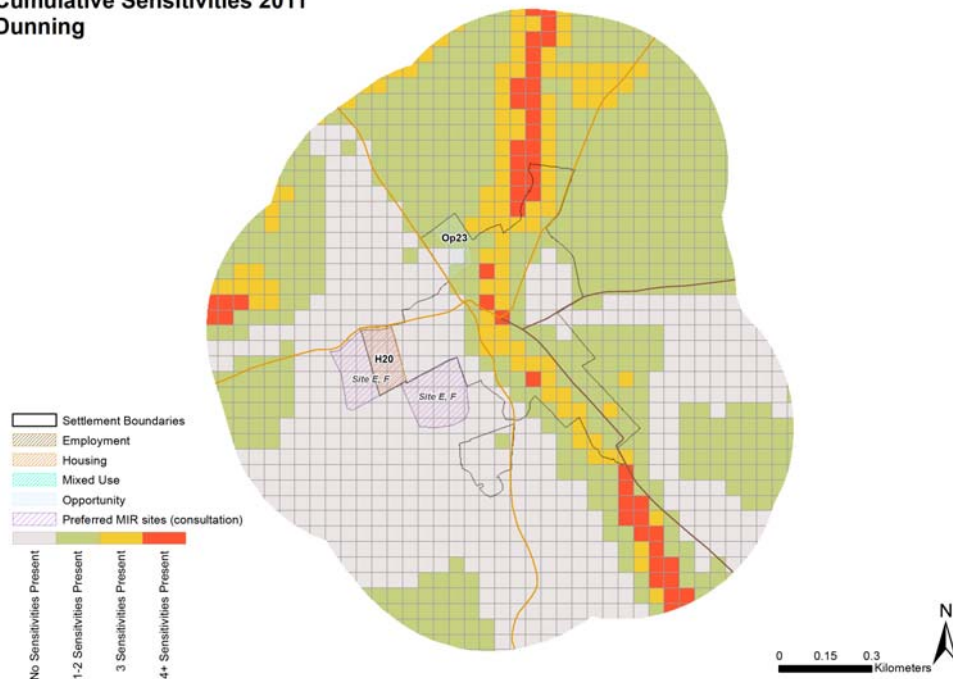 Cumulative Sensitivities 2011
Dunning
Op23
H20
Site E, F
Site E, F
Settlement Boundaries
Employment
Housing
Mixed Use
Opportunity
Preferred MIR sites (consultation)
No Sensitivities Present
1-2 Sensitivities Present
3 Sensitivities Present
4+ Sensitivities Present
N
0 0.15 0.3
Kilometers